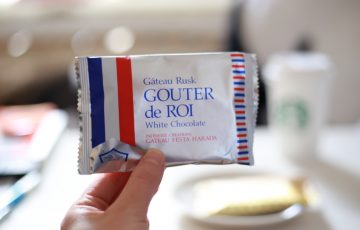 Gâteau Rusk
GOUTER
de ROI
White Chocolate
GATEAU FESTA HARADA